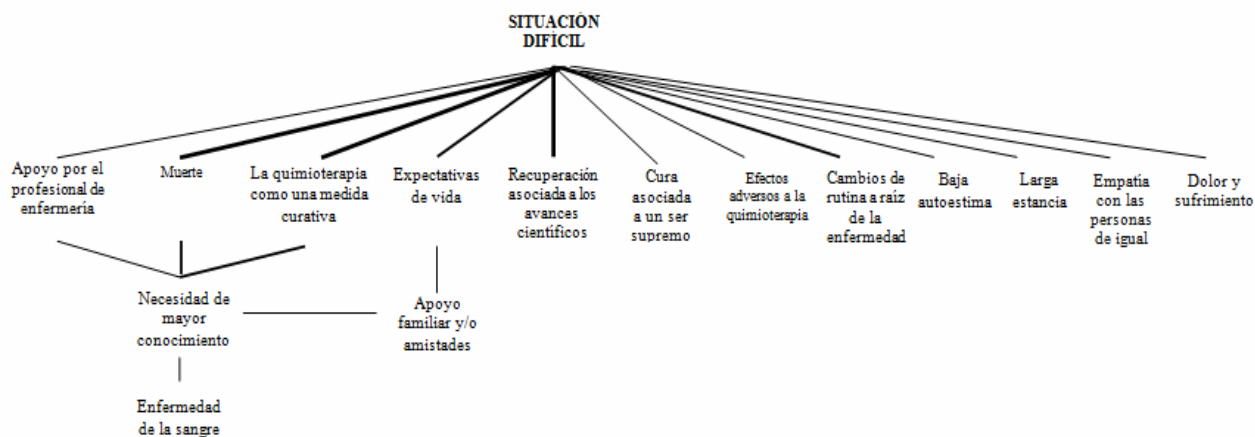 SITUACIÓN
DIFÍCIL
Apoyo por el
profesional de
enfermería
Muerte
La quimioterapia
como una medida
curativa
Expectativas
de vida
Recuperación
asociada a los
avances
científicos
Cura
asociada
a un ser
supremo
Efectos
adversos a la
quimioterapia
Cambios de
rutina a raíz
de la
enfermedad
Baja
autoestima
Larga
estancia
Empatía
con las
personas
de igual
Dolor y
sufrimiento
Necesidad de
mayor
conocimiento
Apoyo
familiar y/o
amistades
Enfermedad
de la sangre